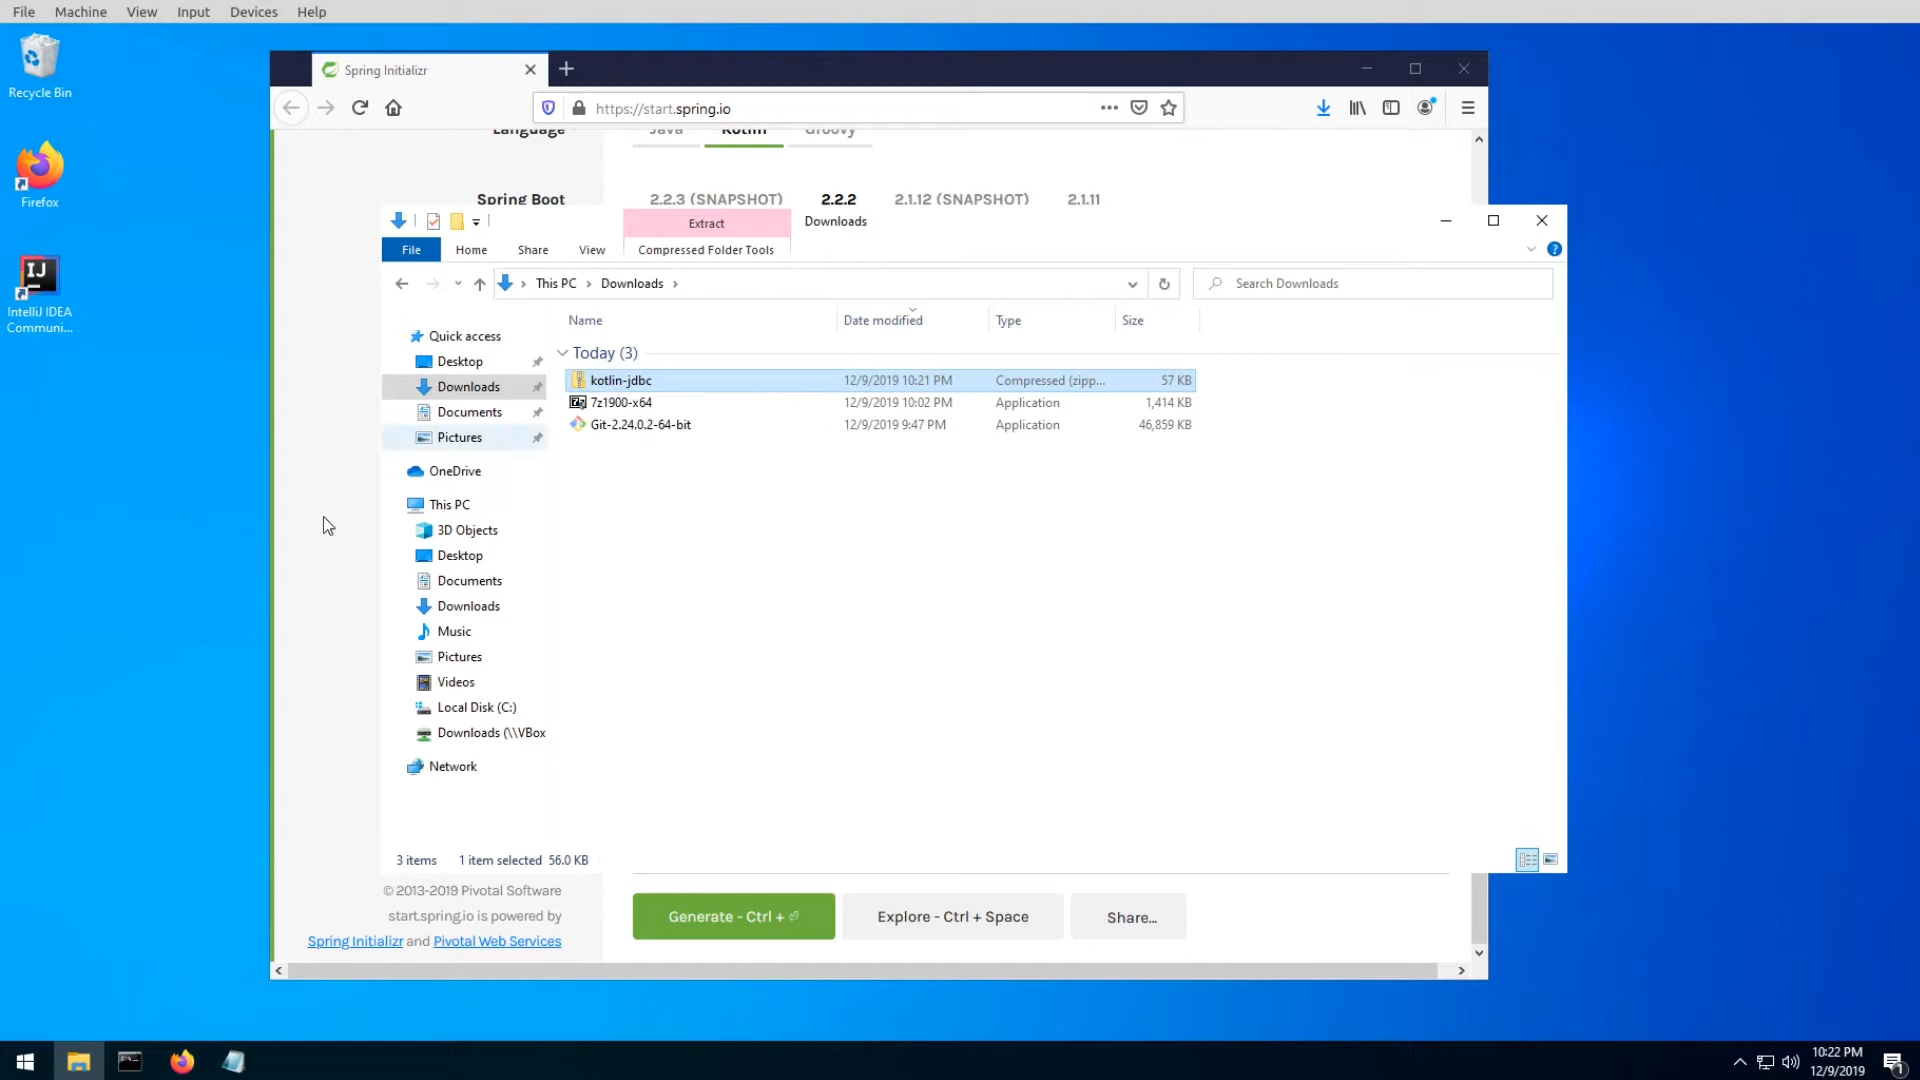 File Machine View Input Devices Help
Recycle Bin
Firefox
IJ
IntelliJ IDEA
Communi...
Spring Initializr
https://start.spring.io
Language Java Kotlin Groovy
Spring Boot 2.2.3 (SNAPSHOT) 2.2.2 2.1.12 (SNAPSHOT) 2.1.11
Extract Downloads
File Home Share View Compressed Folder Tools
This PC Downloads Search Downloads
Name Date modified Type Size
Today (3)
kotlin-jdbc 12/9/2019 10:21 PM Compressed (zipp... 57 KB
7z1900-x64 12/9/2019 10:02 PM Application 1,414 KB
Git-2.24.0.2-64-bit 12/9/2019 9:47 PM Application 46,859 KB
Quick access
Desktop
Downloads
Documents
Pictures
OneDrive
This PC
3D Objects
Desktop
Documents
Downloads
Music
Pictures
Videos
Local Disk (C:)
Downloads (\\VBox
Network
3 items 1 item selected 56.0 KB
© 2013-2019 Pivotal Software
start.spring.io is powered by
Spring Initializr and Pivotal Web Services
Generate - Ctrl + ⏎ Explore - Ctrl + Space Share...
10:22 PM
12/9/2019
1